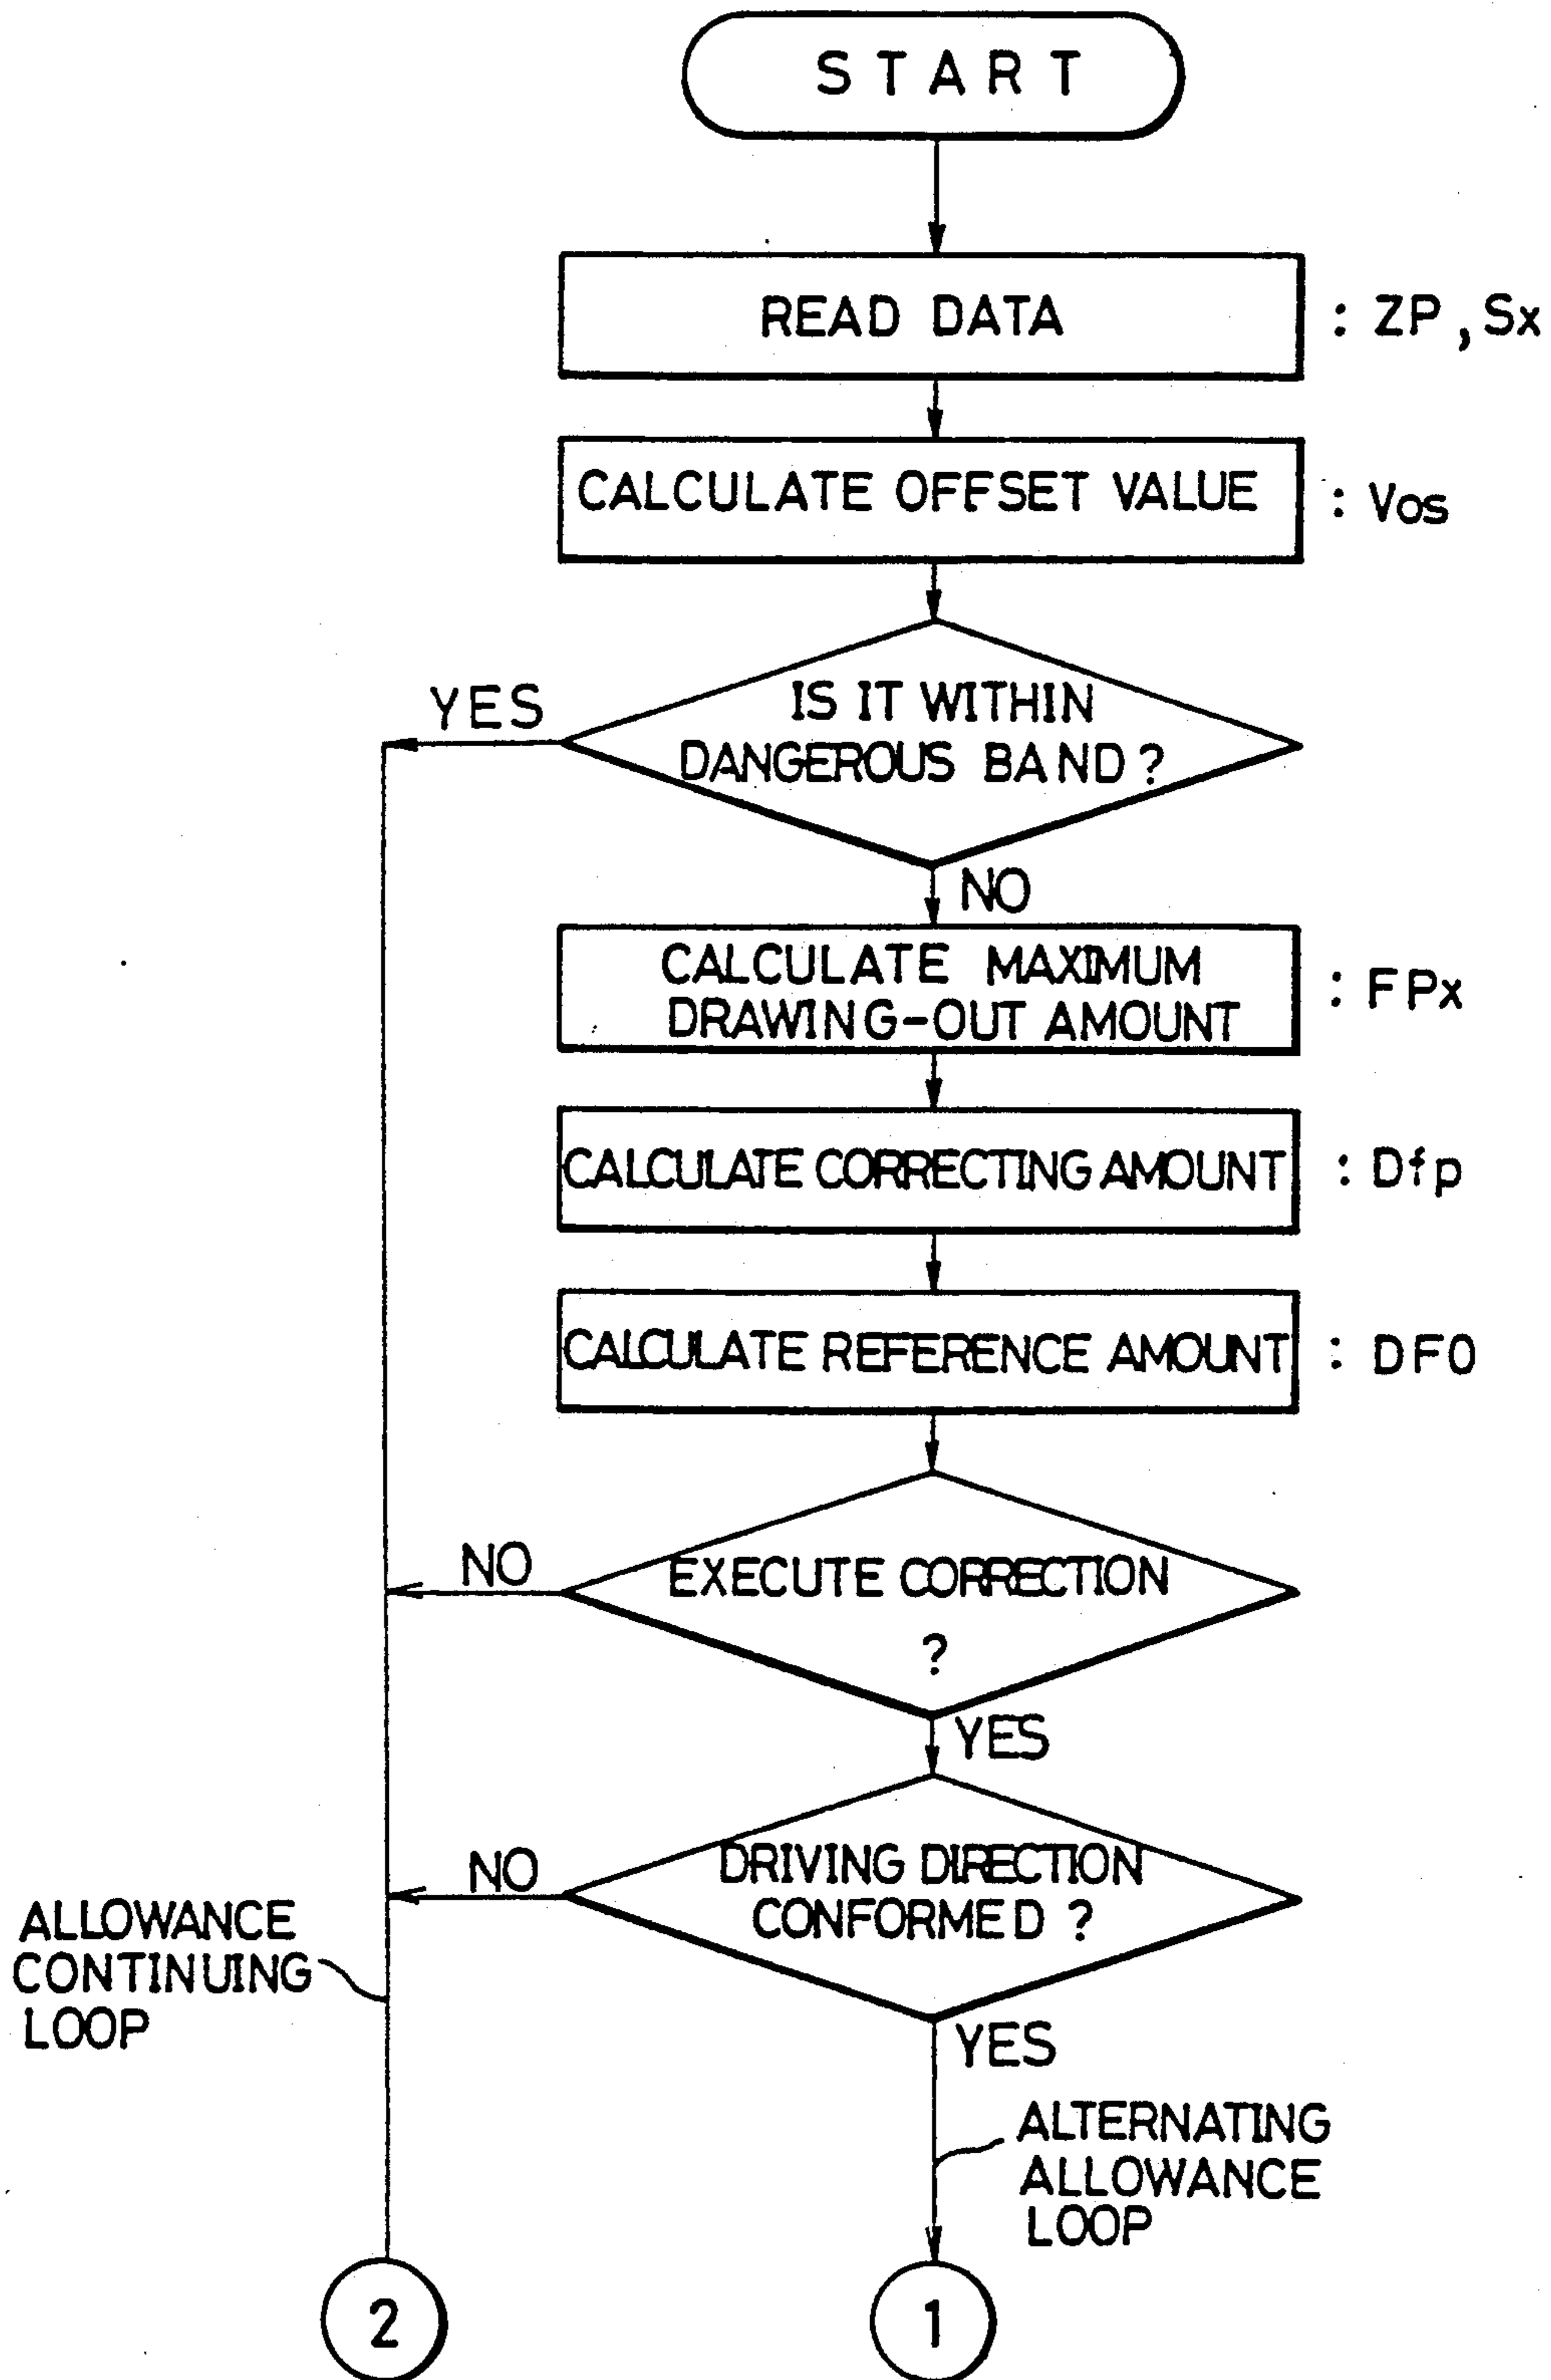 START
READ DATA : ZP, Sx
CALCULATE OFFSET VALUE : Vos
IS IT WITHIN
DANGEROUS BAND?
YES
NO
CALCULATE MAXIMUM
DRAWING-OUT AMOUNT
: FPx
CALCULATE CORRECTING AMOUNT : Dfp
CALCULATE REFERENCE AMOUNT : DF0
EXECUTE CORRECTION
?
NO
YES
DRIVING DIRECTION
CONFORMED?
NO
YES
ALLOWANCE
CONTINUING
LOOP
ALTERNATING
ALLOWANCE
LOOP
2
1